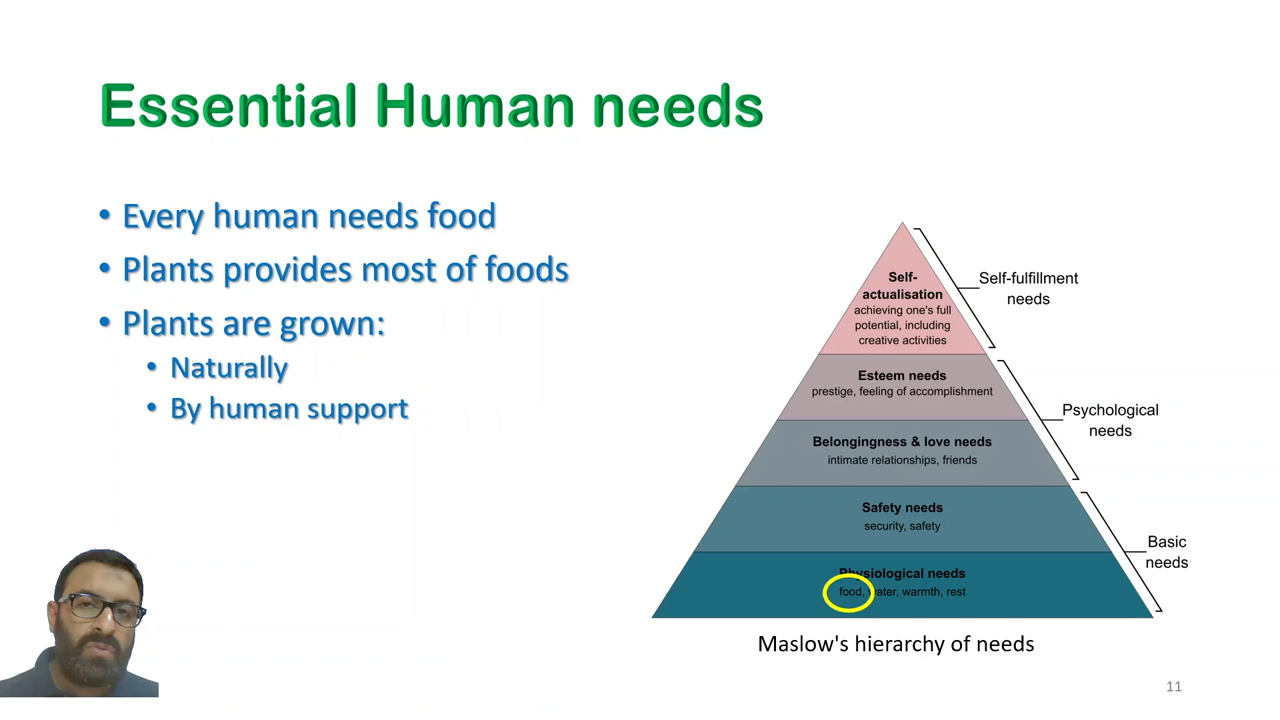 Essential Human needs
• Every human needs food
• Plants provides most of foods
• Plants are grown:
• Naturally
• By human support
Self-
actualisation
achieving one's full
potential, including
creative activities
Esteem needs
prestige, feeling of accomplishment
Belongingness & love needs
intimate relationships, friends
Safety needs
security, safety
Physiological needs
food, water, warmth, rest
Self-fulfillment
needs
Psychological
needs
Basic
needs
Maslow's hierarchy of needs
11